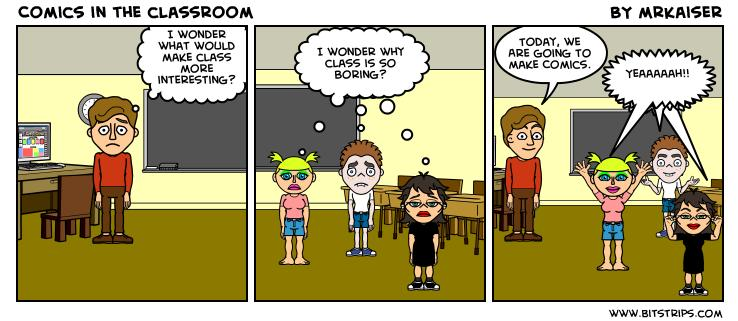 COMICS IN THE CLASSROOM
BY MRKAISER
I WONDER
WHAT WOULD
MAKE CLASS
MORE
INTERESTING?
I WONDER WHY
CLASS IS SO
BORING?
TODAY, WE
ARE GOING TO
MAKE COMICS.
YEAAAAAH!!
WWW.BITSTRIPS.COM